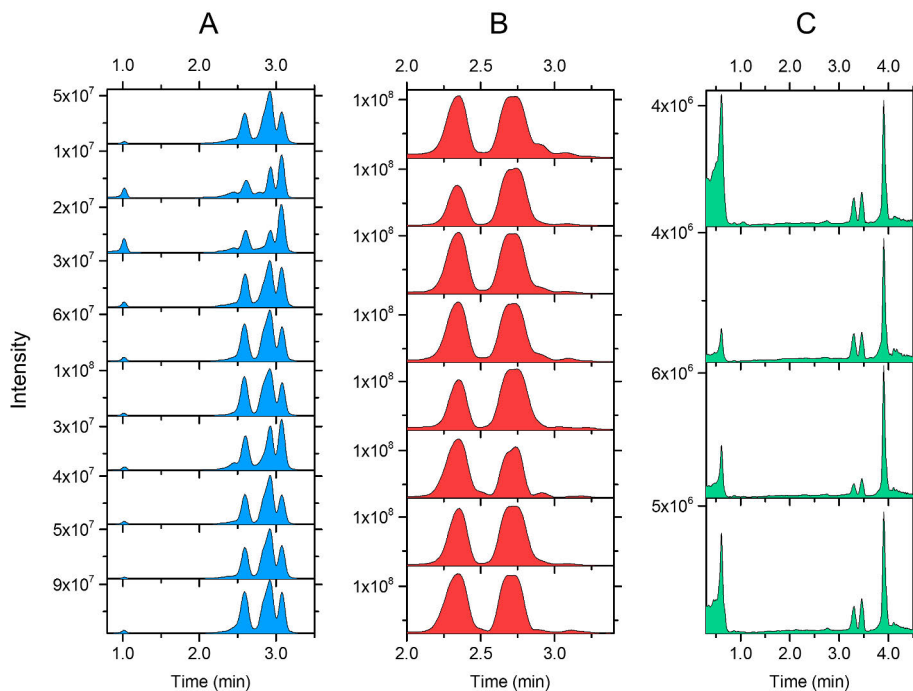 A B C
1.0 2.0 3.0 2.0 2.5 3.0 1.0 2.0 3.0 4.0
5x10⁷ 1x10⁸ 4x10⁶
1x10⁷ 1x10⁸
2x10⁷ 1x10⁸ 4x10⁶
3x10⁷ 1x10⁸
6x10⁷ 1x10⁸ 6x10⁶
1x10⁸ 1x10⁸
3x10⁷ 1x10⁸ 5x10⁶
4x10⁷ 1x10⁸
5x10⁷
9x10⁷
Intensity
1.0 2.0 3.0 2.0 2.5 3.0 1.0 2.0 3.0 4.0
Time (min) Time (min) Time (min)